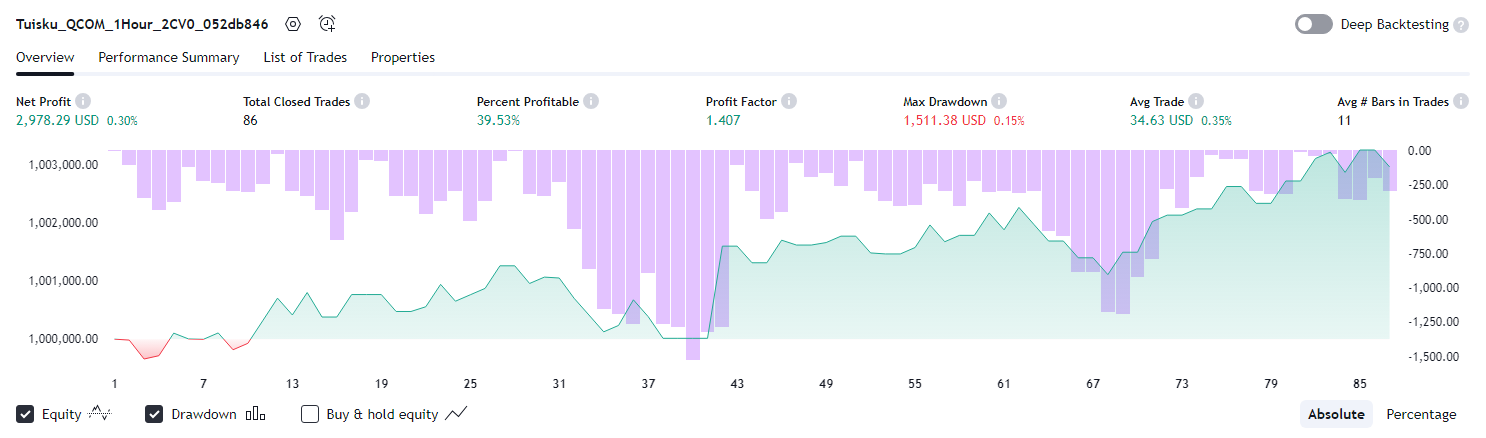 Tuisku_QCOM_1Hour_2CV0_052db846
Deep Backtesting ?
Overview Performance Summary List of Trades Properties
Net Profit i Total Closed Trades i Percent Profitable i Profit Factor i Max Drawdown i Avg Trade i Avg # Bars in Trades i
2,978.29 USD 0.30% 86 39.53% 1.407 1,511.38 USD 0.15% 34.63 USD 0.35% 11
1,003,000.00
1,002,000.00
1,001,000.00
1,000,000.00
0.00
-250.00
-500.00
-750.00
-1,000.00
-1,250.00
-1,500.00
1 7 13 19 25 31 37 43 49 55 61 67 73 79 85
Equity Drawdown Buy & hold equity Absolute Percentage